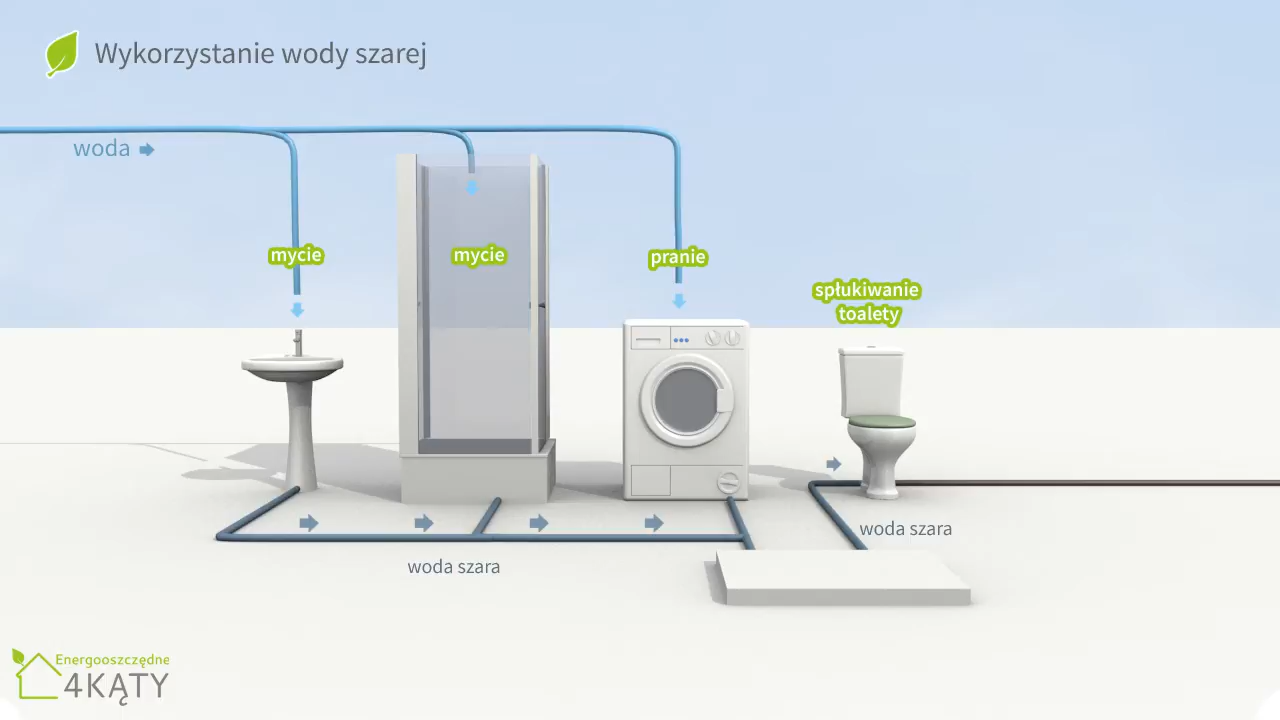 Wykorzystanie wody szarej
woda
mycie
mycie
pranie
spłukiwanie
toalety
woda szara
woda szara
Energooszczędne
4KĄTY